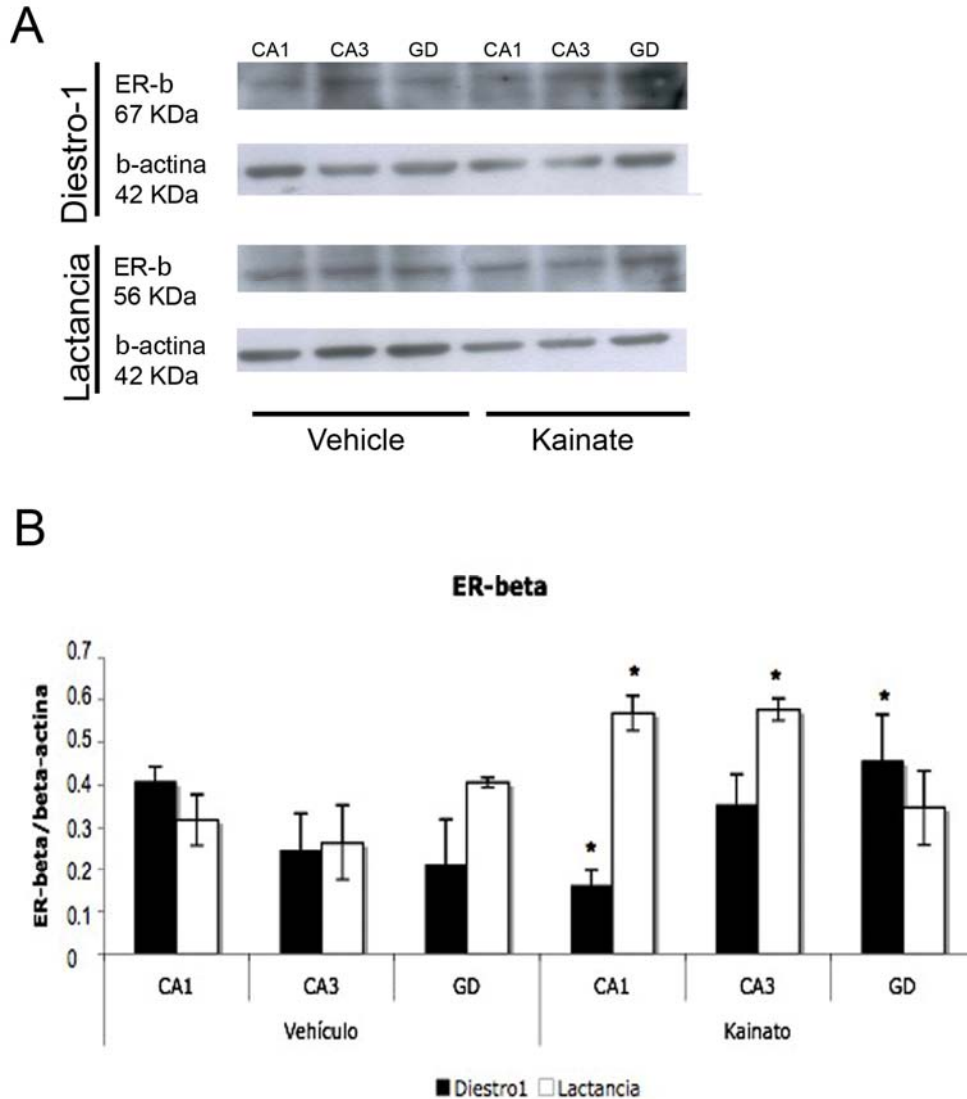 A
CA1 CA3 GD CA1 CA3 GD
Diestro-1
ER-b
67 KDa
b-actina
42 KDa
Lactancia
ER-b
56 KDa
b-actina
42 KDa
Vehicle Kainate
B
ER-beta
ER-beta/beta-actina
0.7
0.6
0.5
0.4
0.3
0.2
0.1
0
* * * *
CA1 CA3 GD CA1 CA3 GD
Vehículo Kainato
Diestro1 Lactancia